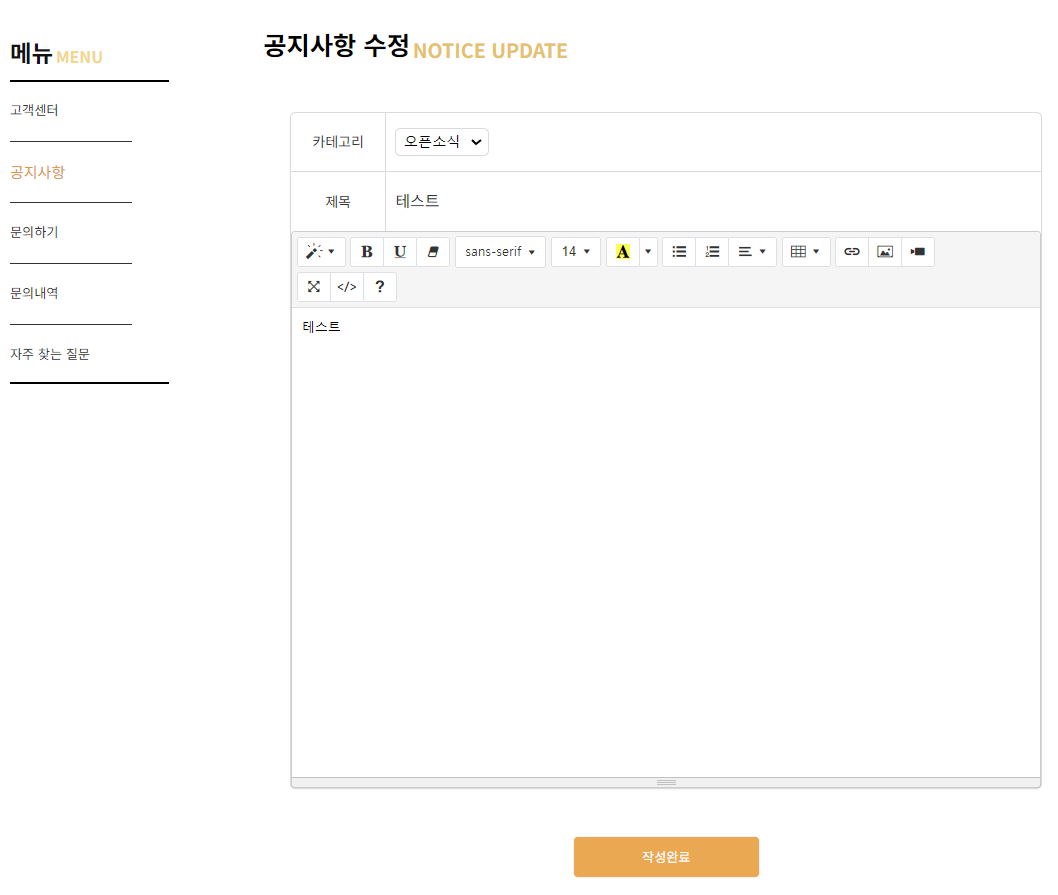 메뉴 MENU
고객센터
공지사항
문의하기
문의내역
자주 찾는 질문
공지사항 수정 NOTICE UPDATE
카테고리 오픈소식
제목 테스트
B U sans-serif 14 A
</> ?
테스트
작성완료